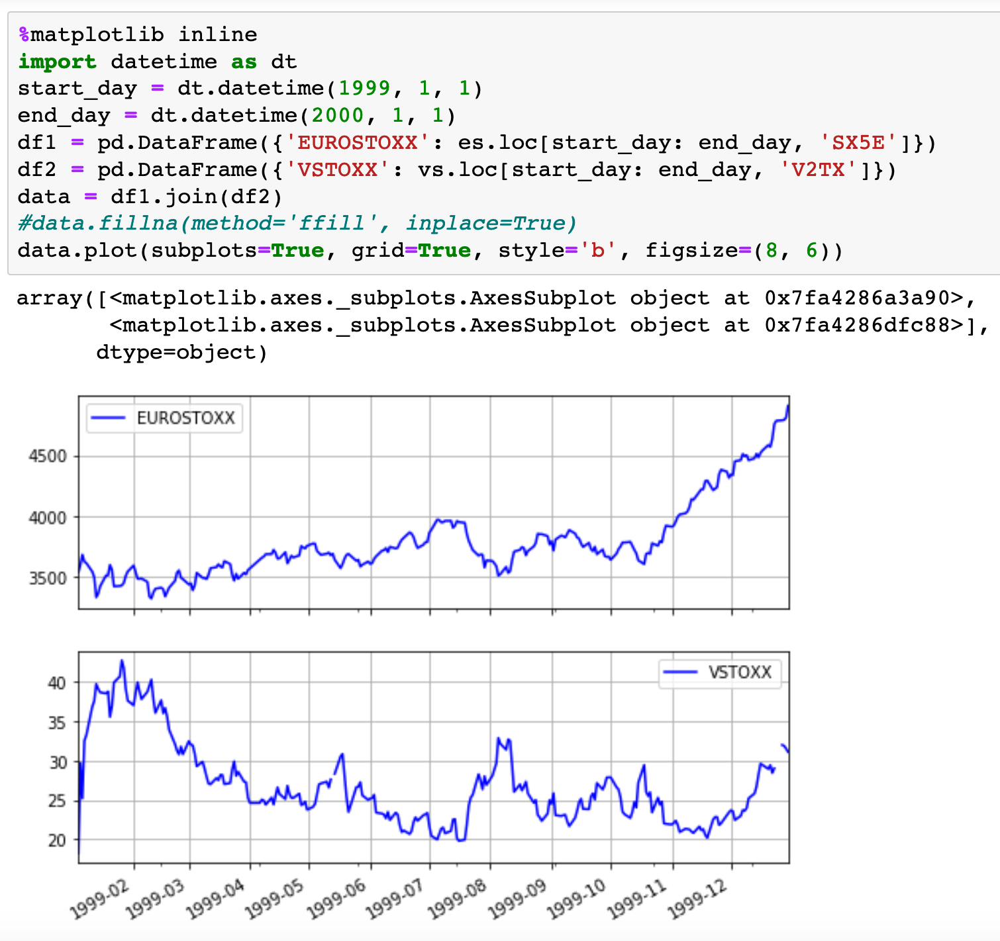 %matplotlib inline
import datetime as dt
start_day = dt.datetime(1999, 1, 1)
end_day = dt.datetime(2000, 1, 1)
df1 = pd.DataFrame({'EUROSTOXX': es.loc[start_day: end_day, 'SX5E']})
df2 = pd.DataFrame({'VSTOXX': vs.loc[start_day: end_day, 'V2TX']})
data = df1.join(df2)
#data.fillna(method='ffill', inplace=True)
data.plot(subplots=True, grid=True, style='b', figsize=(8, 6))
array([<matplotlib.axes._subplots.AxesSubplot object at 0x7fa4286a3a90>,
<matplotlib.axes._subplots.AxesSubplot object at 0x7fa4286dfc88>],
dtype=object)
EUROSTOXX
4500
4000
3500
VSTOXX
40
35
30
25
20
1999-02 1999-03 1999-04 1999-05 1999-06 1999-07 1999-08 1999-09 1999-10 1999-11 1999-12